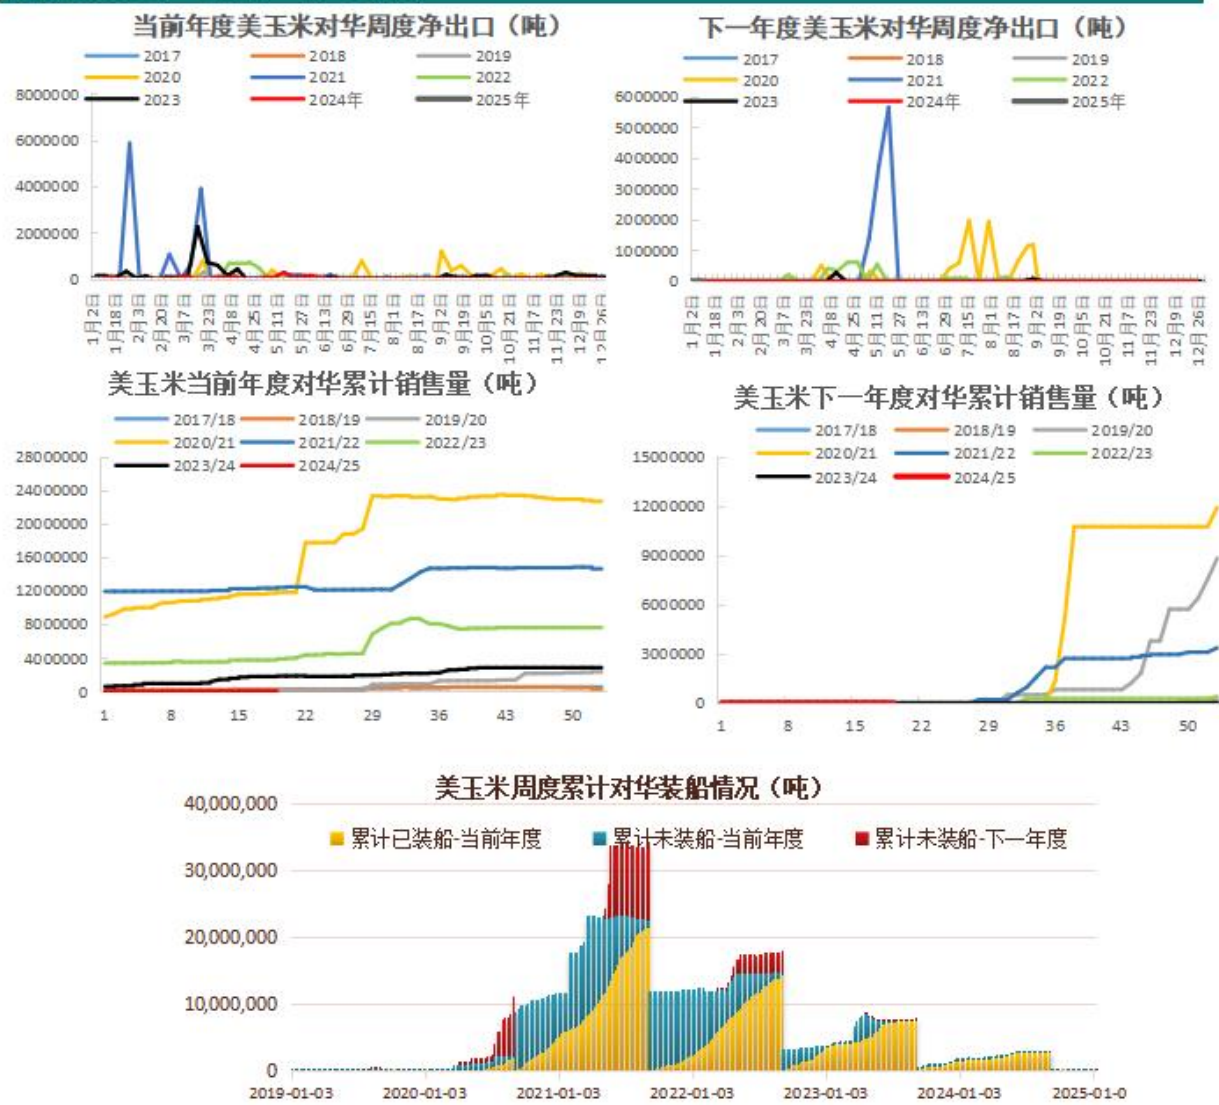 当前年度美玉米对华周度净出口（吨）
2017 2018 2019
2020 2021 2022
2023 2024年 2025年
8000000
6000000
4000000
2000000
0
1月2日 1月18日 2月3日 2月20日 3月7日 3月23日 4月8日 4月25日 5月11日 5月27日 6月13日 6月29日 7月15日 8月1日 8月17日 9月2日 9月19日 10月5日 10月21日 11月7日 11月23日 12月9日 12月26日
下一年度美玉米对华周度净出口（吨）
2017 2018 2019
2020 2021 2022
2023 2024年 2025年
6000000
5000000
4000000
3000000
2000000
1000000
0
1月2日 1月18日 2月3日 2月20日 3月7日 3月23日 4月8日 4月25日 5月11日 5月27日 6月13日 6月29日 7月15日 8月1日 8月17日 9月2日 9月19日 10月5日 10月21日 11月7日 11月23日 12月9日 12月26日
美玉米当前年度对华累计销售量（吨）
2017/18 2018/19 2019/20
2020/21 2021/22 2022/23
2023/24 2024/25
28000000
24000000
20000000
16000000
12000000
8000000
4000000
0
1 8 15 22 29 36 43 50
美玉米下一年度对华累计销售量（吨）
2017/18 2018/19 2019/20
2020/21 2021/22 2022/23
2023/24 2024/25
15000000
12000000
9000000
6000000
3000000
0
1 8 15 22 29 36 43 50
美玉米周度累计对华装船情况（吨）
累计已装船-当前年度 累计未装船-当前年度 累计未装船-下一年度
40,000,000
30,000,000
20,000,000
10,000,000
0
2019-01-03 2020-01-03 2021-01-03 2022-01-03 2023-01-03 2024-01-03 2025-01-0